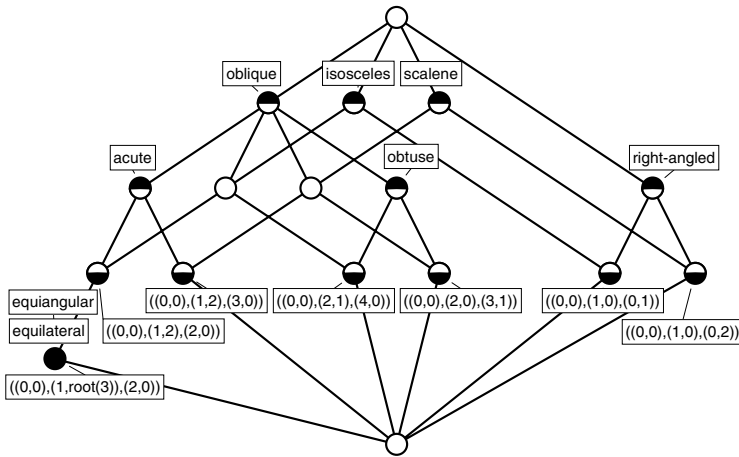 oblique
isosceles
scalene
acute
obtuse
right-angled
equiangular
equilateral
((0,0),(1,2),(2,0))
((0,0),(1,2),(3,0))
((0,0),(2,1),(4,0))
((0,0),(2,0),(3,1))
((0,0),(1,0),(0,1))
((0,0),(1,0),(0,2))
((0,0),(1,root(3)),(2,0))